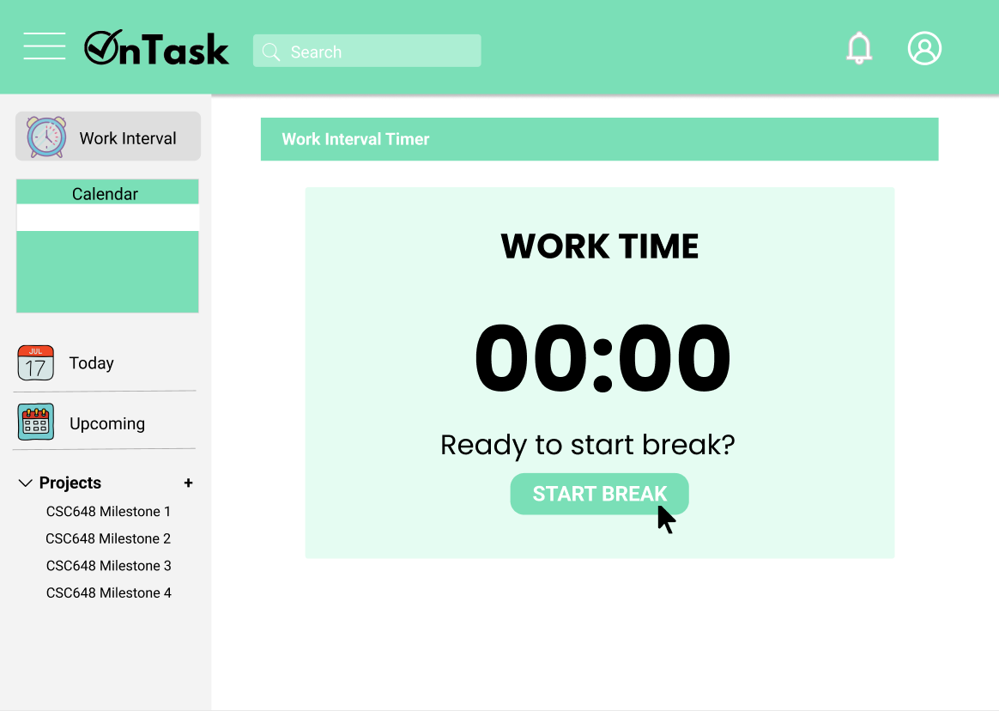 OnTask
Search
Work Interval
Calendar
JUL
17
Today
Upcoming
Projects +
CSC648 Milestone 1
CSC648 Milestone 2
CSC648 Milestone 3
CSC648 Milestone 4
Work Interval Timer
WORK TIME
00:00
Ready to start break?
START BREAK